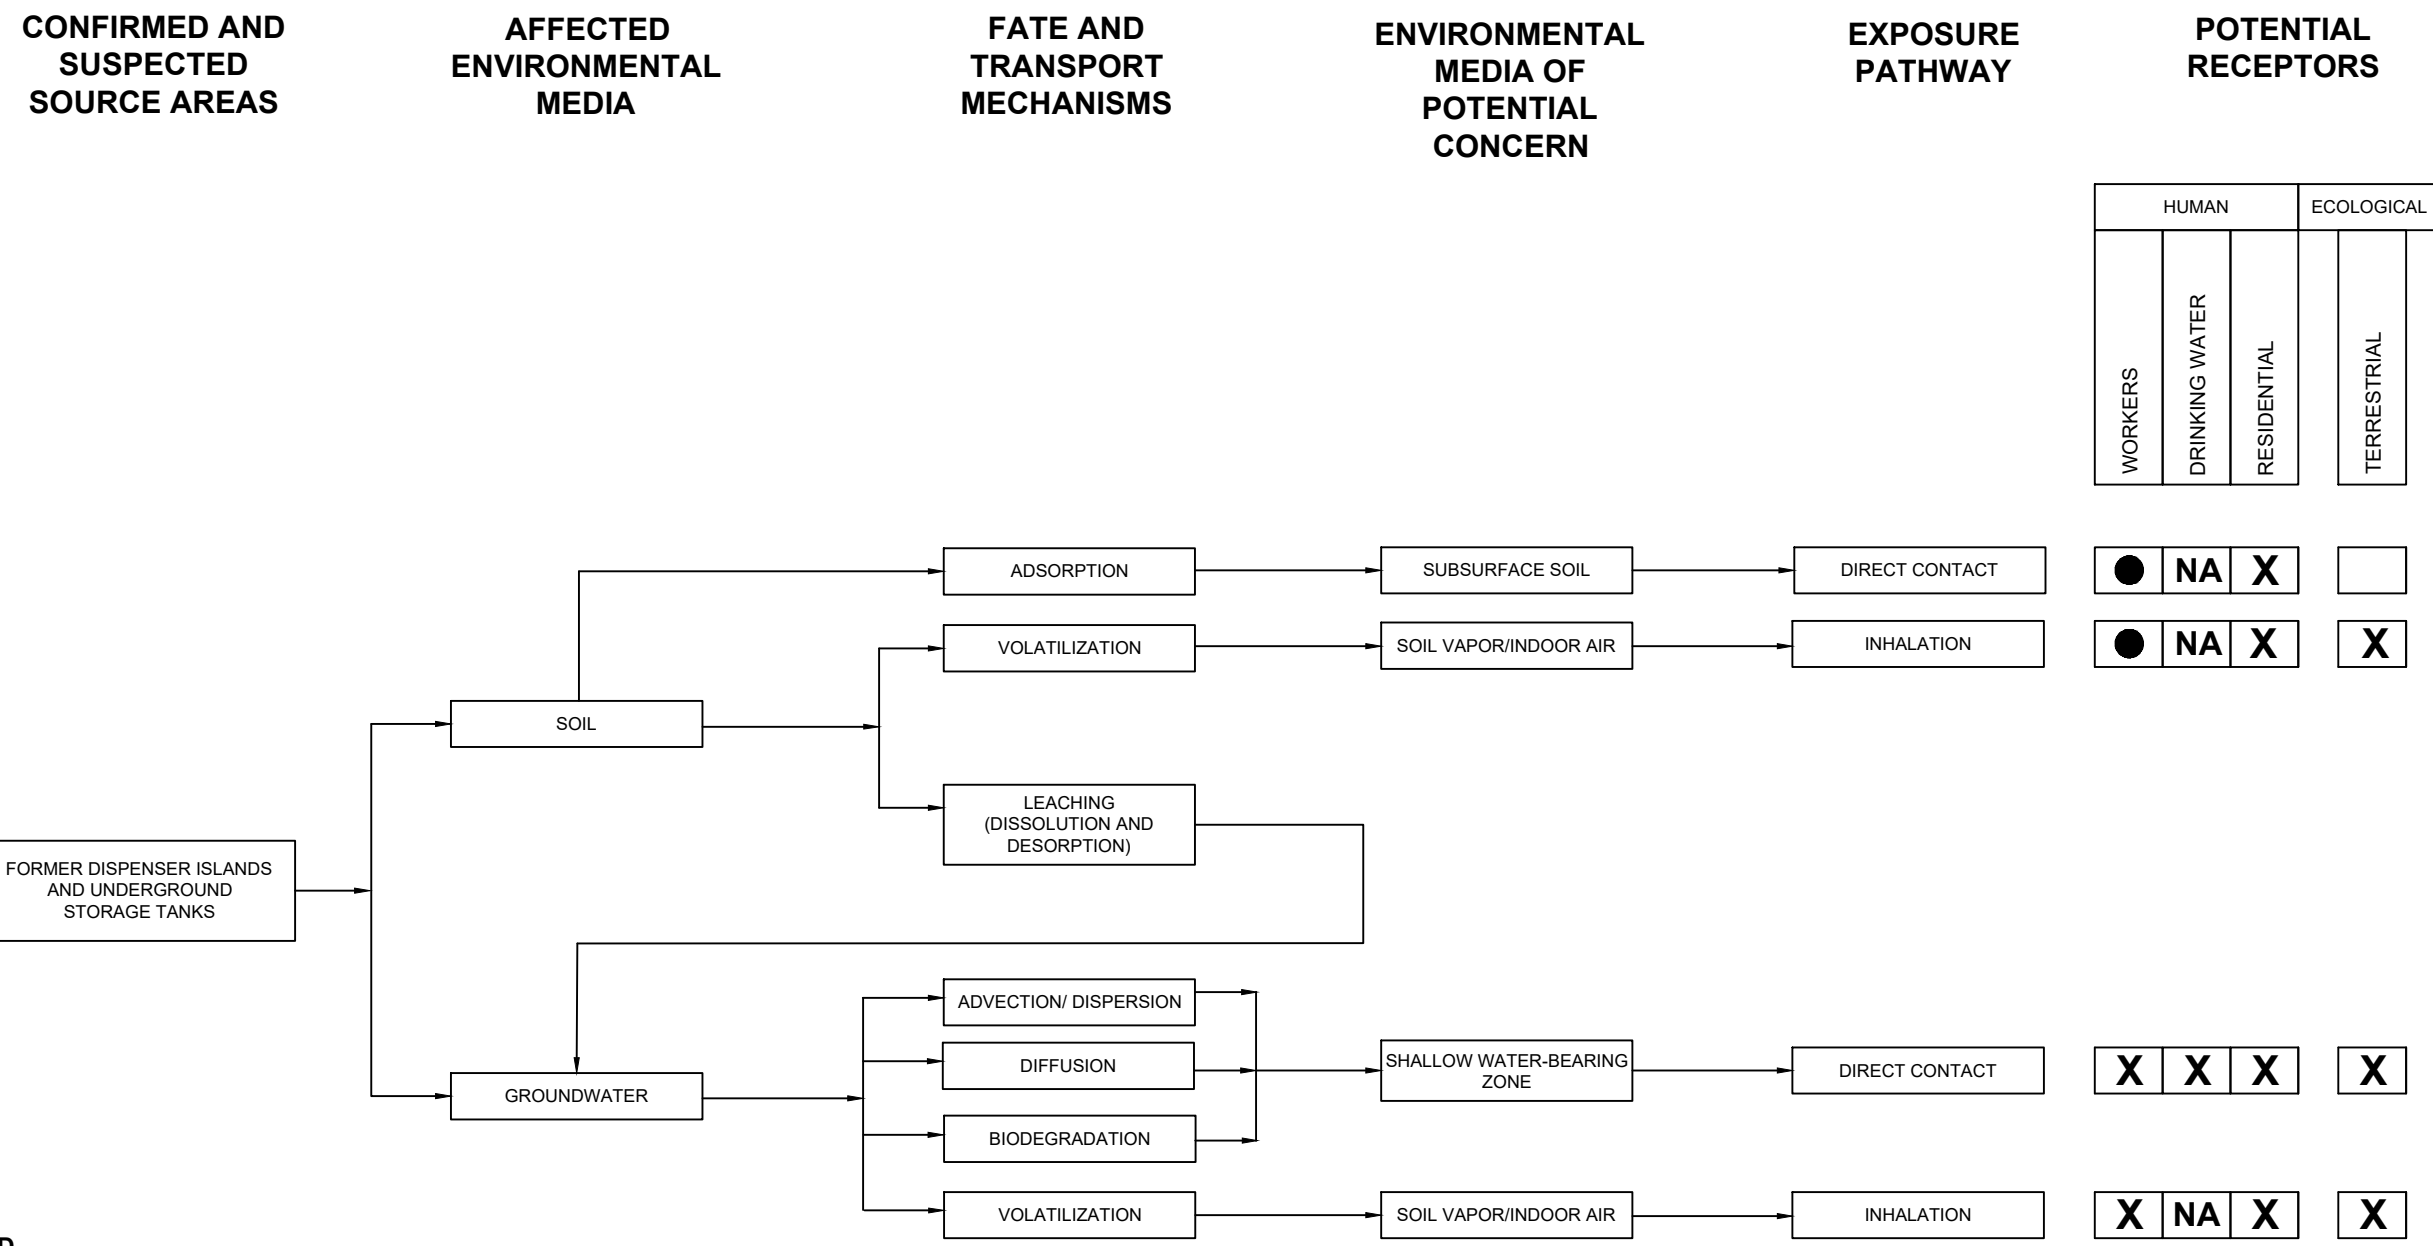 CONFIRMED AND
SUSPECTED
SOURCE AREAS
AFFECTED
ENVIRONMENTAL
MEDIA
FATE AND
TRANSPORT
MECHANISMS
ENVIRONMENTAL
MEDIA OF
POTENTIAL
CONCERN
EXPOSURE
PATHWAY
POTENTIAL
RECEPTORS
HUMAN
ECOLOGICAL
WORKERS
DRINKING WATER
RESIDENTIAL
TERRESTRIAL
ADSORPTION
SUBSURFACE SOIL
DIRECT CONTACT
● NA X
VOLATILIZATION
SOIL VAPOR/INDOOR AIR
INHALATION
● NA X X
SOIL
LEACHING
(DISSOLUTION AND
DESORPTION)
FORMER DISPENSER ISLANDS
AND UNDERGROUND
STORAGE TANKS
ADVECTION/ DISPERSION
DIFFUSION
SHALLOW WATER-BEARING
ZONE
DIRECT CONTACT
X X X X
GROUNDWATER
BIODEGRADATION
VOLATILIZATION
SOIL VAPOR/INDOOR AIR
INHALATION
X NA X X